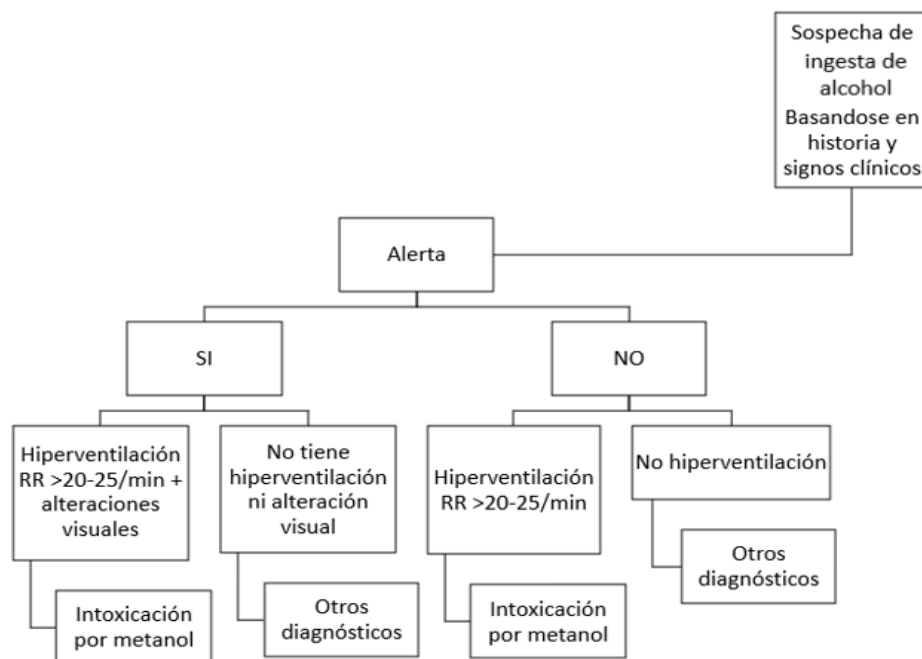 Sospecha de
ingesta de
alcohol
Basandose en
historia y
signos clínicos
Alerta
SI
NO
Hiperventilación
RR >20-25/min +
alteraciones
visuales
No tiene
hiperventilación
ni alteración
visual
Hiperventilación
RR >20-25/min
No hiperventilación
Intoxicación
por metanol
Otros
diagnósticos
Intoxicación
por metanol
Otros
diagnósticos